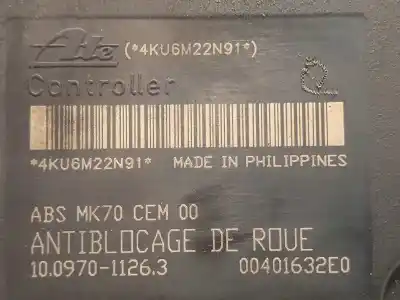 Ate (*4KU6M22N91*)
Controller
*4KU6M22N91* MADE IN PHILIPPINES
ABS MK70 CEM 00
ANTIBLOCAGE DE ROUE
10.0970-1126.3 00401632E0